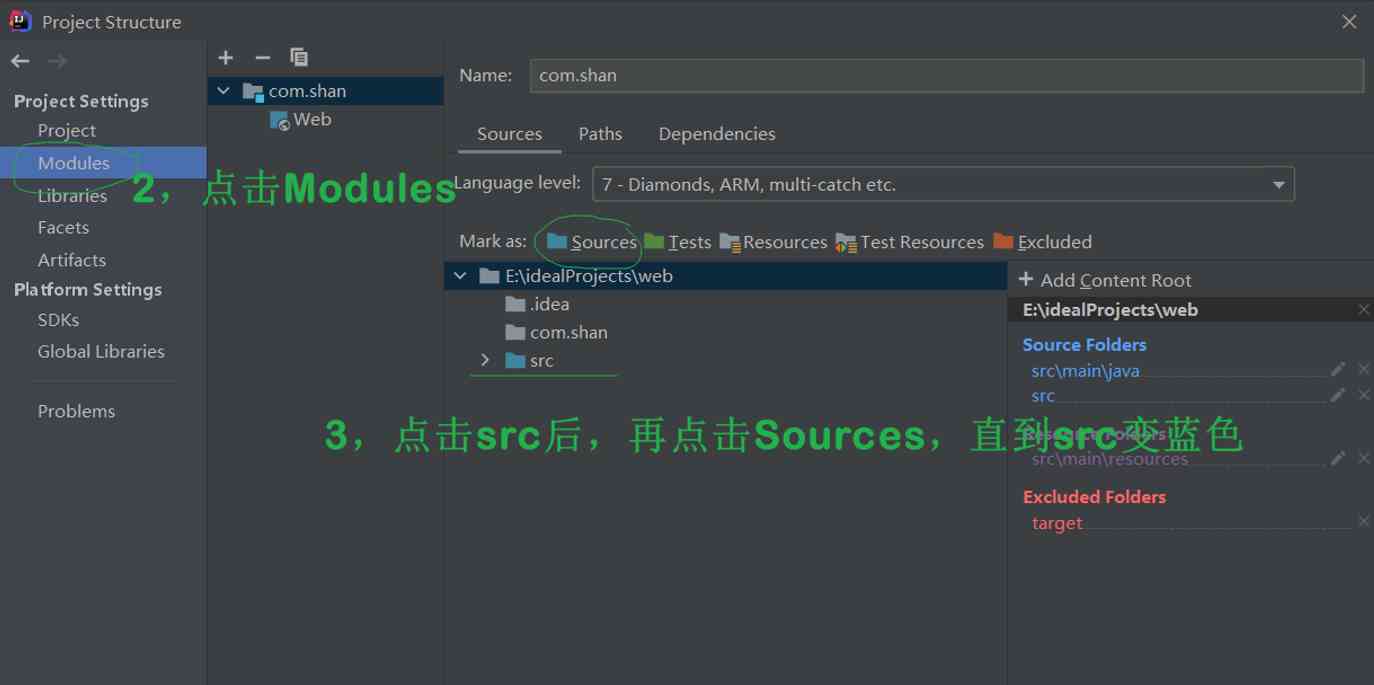 Project Structure
Project Settings
Project
Modules
Libraries
Facets
Artifacts
Platform Settings
SDKs
Global Libraries
Problems
com.shan
Web
2，点击Modules
Name: com.shan
Sources Paths Dependencies
Language level: 7 - Diamonds, ARM, multi-catch etc.
Mark as: Sources Tests Resources Test Resources Excluded
E:\idealProjects\web
.idea
com.shan
src
3，点击src后，再点击Sources，直到src变蓝色
Add Content Root
E:\idealProjects\web
Source Folders
src\main\java
src
Resource Folders
src\main\resources
Excluded Folders
target